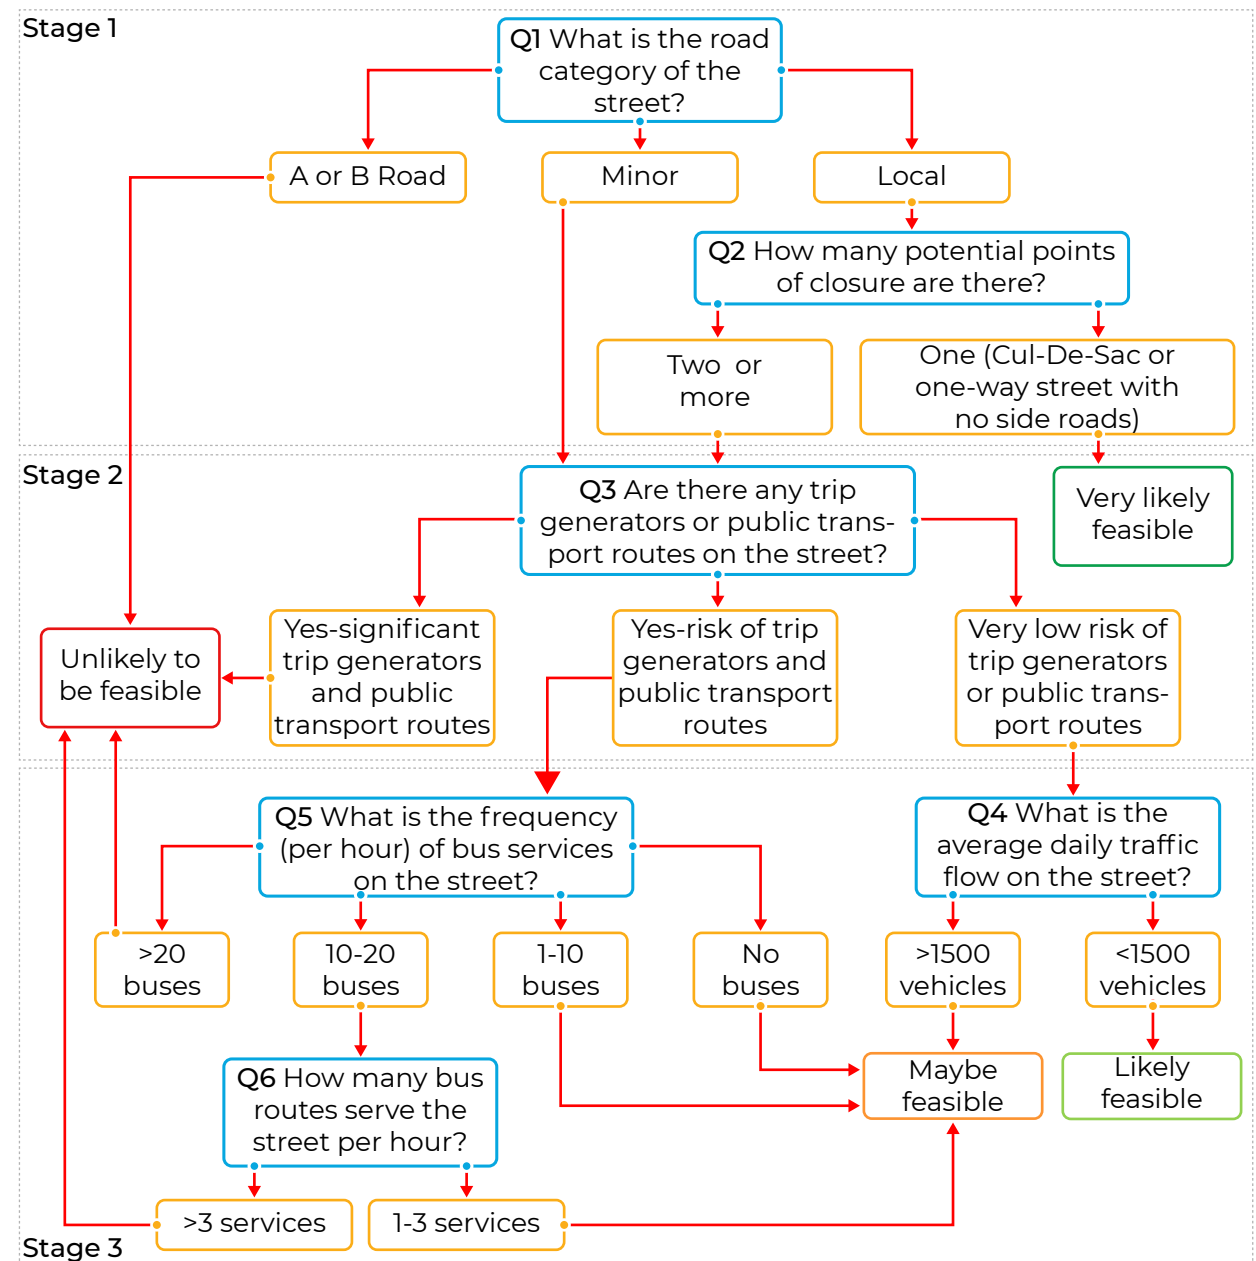 Stage 1
Q1 What is the road
category of the
street?
A or B Road
Minor
Local
Q2 How many potential points
of closure are there?
Two or
more
One (Cul-De-Sac or
one-way street with
no side roads)
Stage 2
Q3 Are there any trip
generators or public trans-
port routes on the street?
Very likely
feasible
Unlikely to
be feasible
Yes-significant
trip generators
and public
transport routes
Yes-risk of trip
generators and
public transport
routes
Very low risk of
trip generators
or public trans-
port routes
Q5 What is the frequency
(per hour) of bus services
on the street?
Q4 What is the
average daily traffic
flow on the street?
>20
buses
10-20
buses
1-10
buses
No
buses
>1500
vehicles
<1500
vehicles
Q6 How many bus
routes serve the
street per hour?
Maybe
feasible
Likely
feasible
>3 services
1-3 services
Stage 3